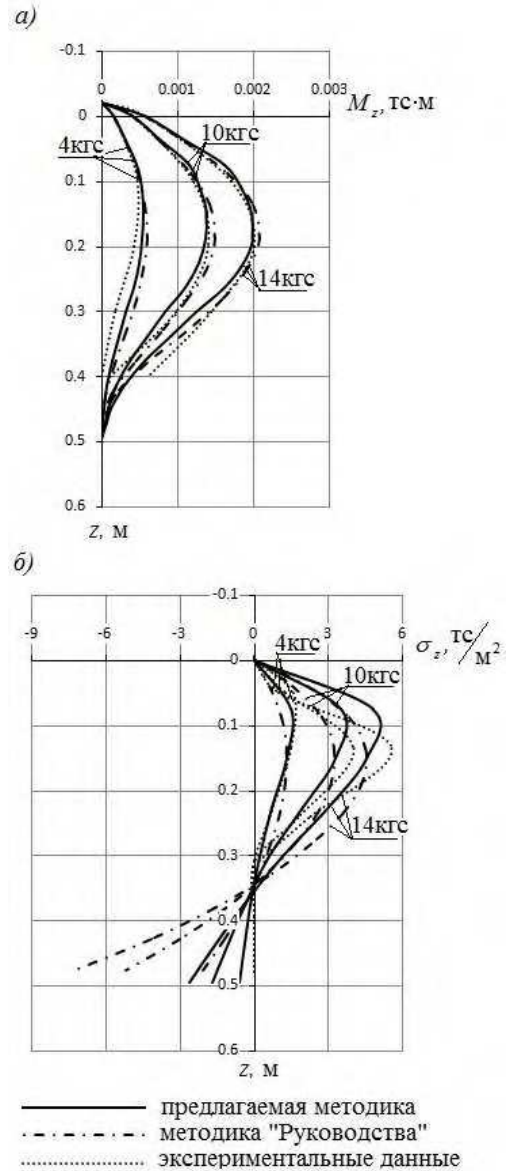 а)
-0.1
0 0.001 0.002 0.003
M_z, тс·м
0
10кгс
4кгс
0.1
0.2
14кгс
0.3
0.4
0.5
0.6
z, м
б)
-0.1
-9 -6 -3 0 3 6
σ_z, тс/м²
4кгс
0
10кгс
0.1
0.2
14кгс
0.3
0.4
0.5
0.6
z, м
предлагаемая методика
методика "Руководства"
экспериментальные данные